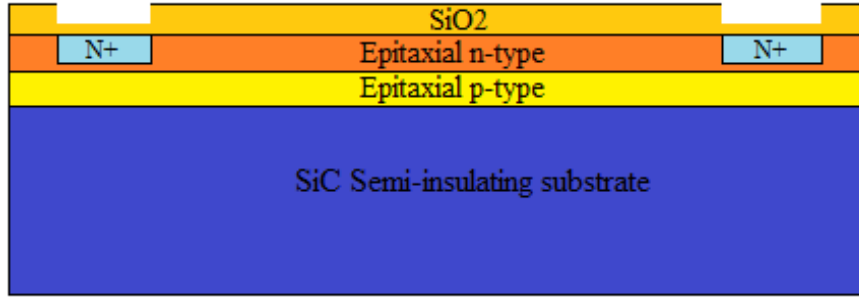 SiO2
N+
Epitaxial n-type
N+
Epitaxial p-type
SiC Semi-insulating substrate